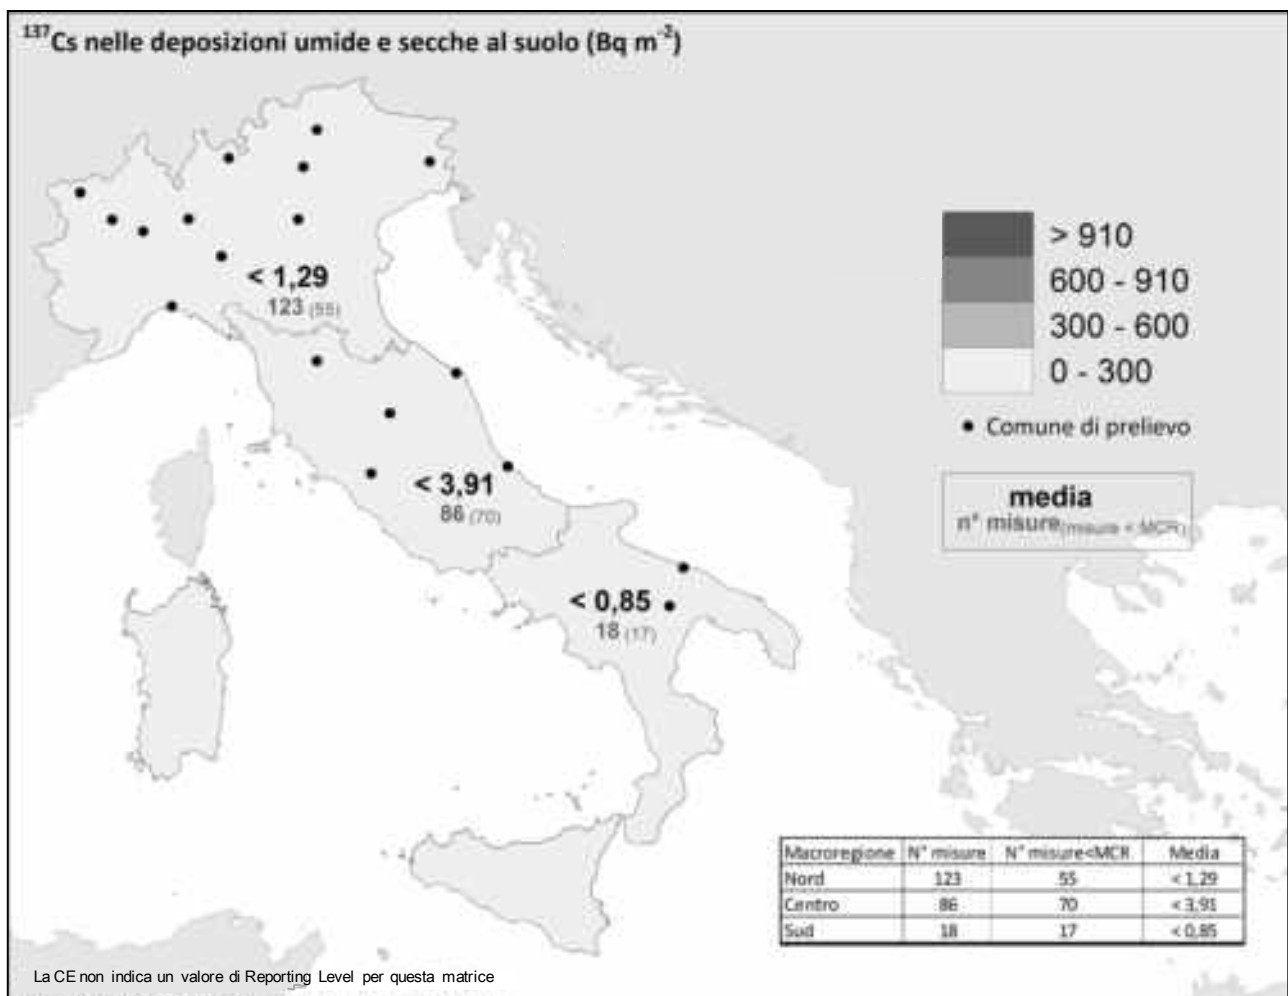 ¹³⁷Cs nelle deposizioni umide e secche al suolo (Bq m⁻²)
< 1,29
123 (55)
< 3,91
86 (70)
< 0,85
18 (17)
> 910
600 - 910
300 - 600
0 - 300
Comune di prelievo
media
n° misure (misure < MCR)
Macroregione N° misure N° misure<MCR Media
Nord 123 55 < 1,29
Centro 86 70 < 3,91
Sud 18 17 < 0,85
La CE non indica un valore di Reporting Level per questa matrice